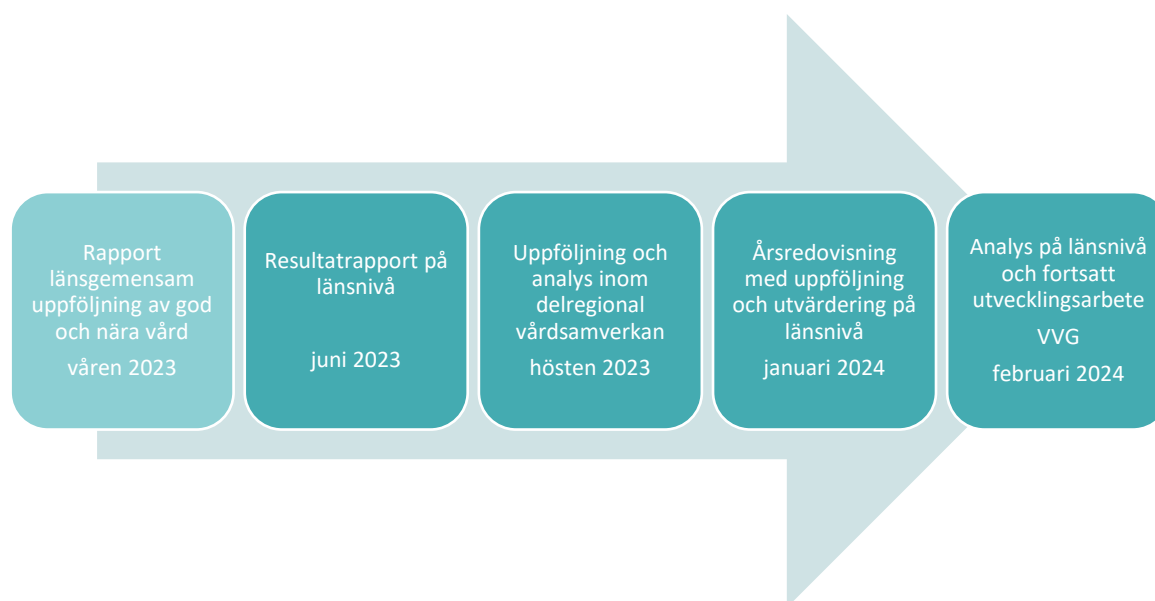 Rapport
länsgemensam
uppföljning av god
och nära vård
våren 2023
Resultatrapport på
länsnivå
juni 2023
Uppföljning och
analys inom
delregional
vårdsamverkan
hösten 2023
Årsredovisning
med uppföljning
och utvärdering på
länsnivå
januari 2024
Analys på länsnivå
och fortsatt
utvecklingsarbete
VVG
februari 2024